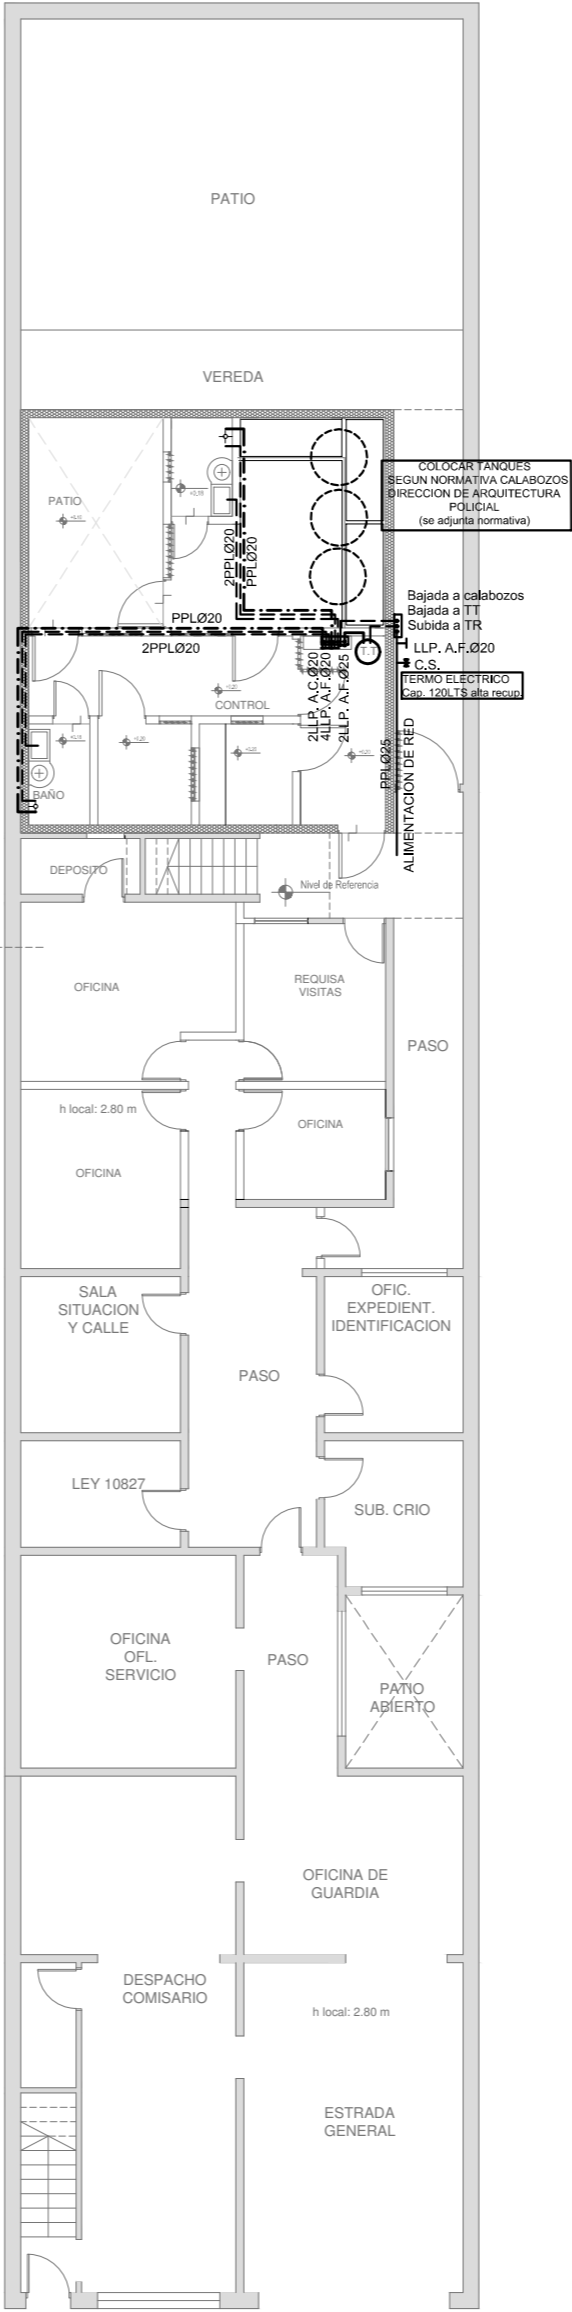 PATIO
VEREDA
COLOCAR TANQUES
SEGUN NORMATIVA CALABOZOS
DIRECCION DE ARQUITECTURA
POLICIAL
(se adjunta normativa)
PATIO
2PPLØ20
PPLØ20
PPLØ20
2PPLØ20
Bajada a calabozos
Bajada a TT
Subida a TR
T.T
LLP. A.F.Ø20
C.S.
TERMO ELECTRICO
Cap. 120LTS alta recup.
2LLP. A.C.Ø20
4LLP. A.F.Ø20
2LLP. A.F.Ø25
CONTROL
PPLØ25
ALIMENTACION DE RED
BAÑO
DEPOSITO
Nivel de Referencia
OFICINA
REQUISA
VISITAS
PASO
h local: 2.80 m
OFICINA
OFICINA
SALA
SITUACION
Y CALLE
OFIC.
EXPEDIENT.
IDENTIFICACION
PASO
LEY 10827
SUB. CRIO
OFICINA
OFL.
SERVICIO
PASO
PATIO
ABIERTO
OFICINA DE
GUARDIA
DESPACHO
COMISARIO
h local: 2.80 m
ESTRADA
GENERAL